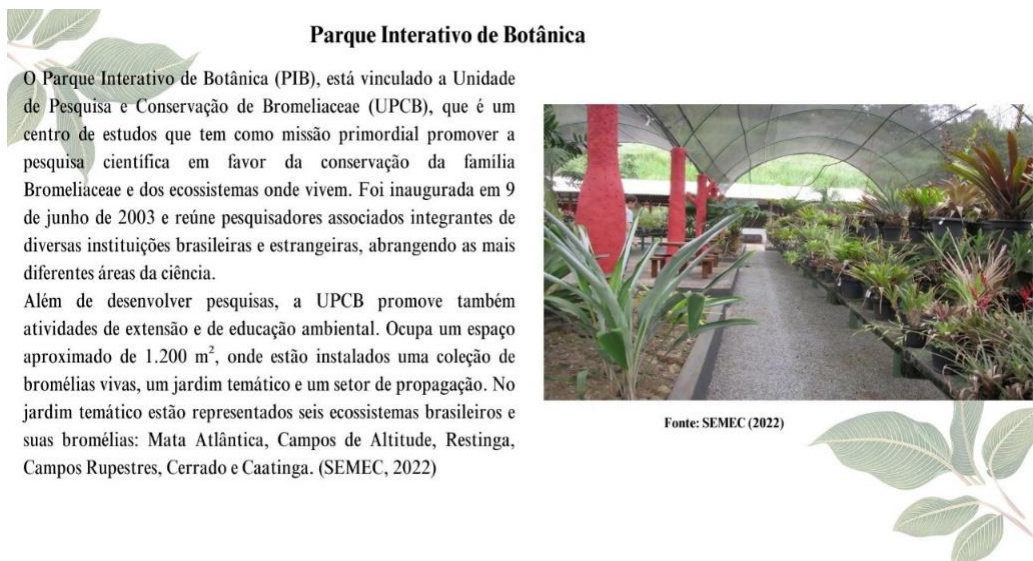 Parque Interativo de Botânica
O Parque Interativo de Botânica (PIB), está vinculado a Unidade
de Pesquisa e Conservação de Bromeliaceae (UPCB), que é um
centro de estudos que tem como missão primordial promover a
pesquisa científica em favor da conservação da família
Bromeliaceae e dos ecossistemas onde vivem. Foi inaugurada em 9
de junho de 2003 e reúne pesquisadores associados integrantes de
diversas instituições brasileiras e estrangeiras, abrangendo as mais
diferentes áreas da ciência.
Além de desenvolver pesquisas, a UPCB promove também
atividades de extensão e de educação ambiental. Ocupa um espaço
aproximado de 1.200 m², onde estão instalados uma coleção de
bromélias vivas, um jardim temático e um setor de propagação. No
jardim temático estão representados seis ecossistemas brasileiros e
suas bromélias: Mata Atlântica, Campos de Altitude, Restinga,
Campos Rupestres, Cerrado e Caatinga. (SEMEC, 2022)
Fonte: SEMEC (2022)